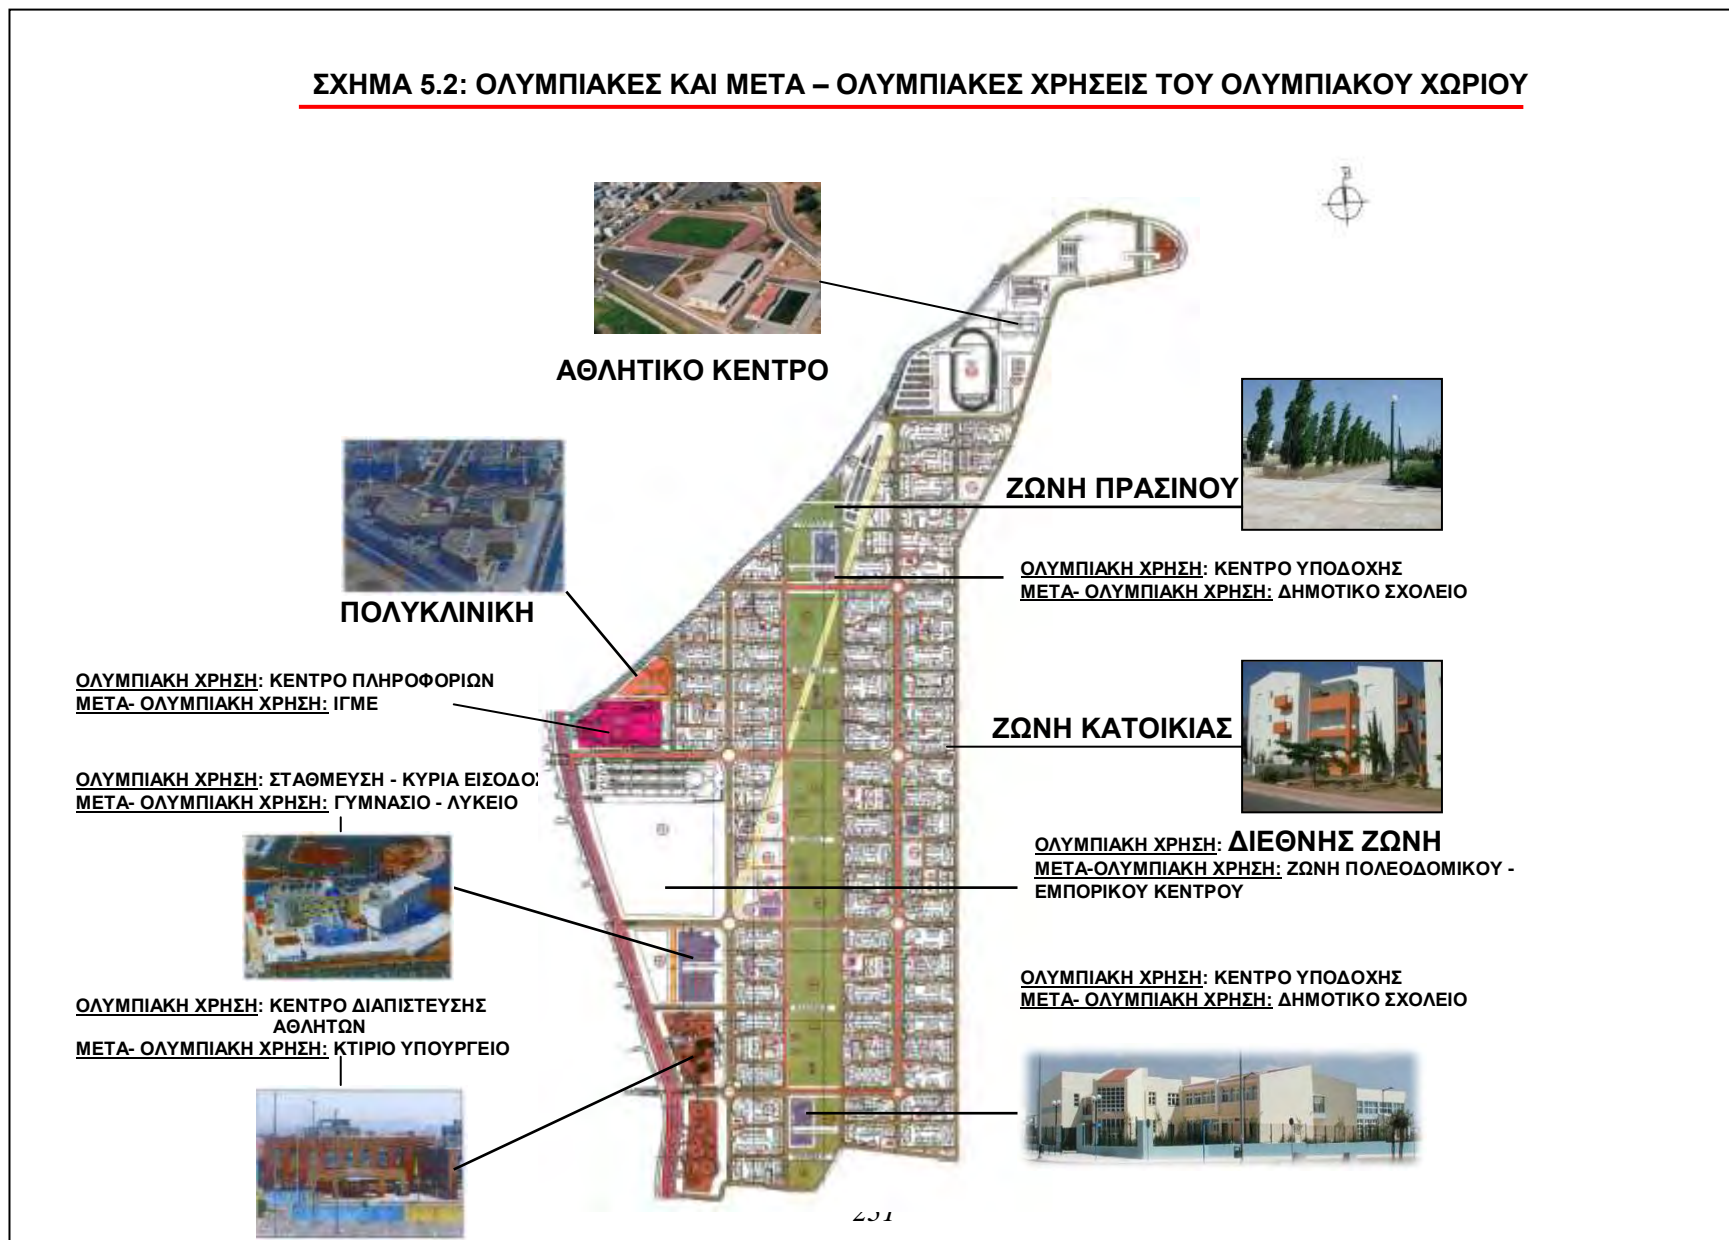 ΣΧΗΜΑ 5.2: ΟΛΥΜΠΙΑΚΕΣ ΚΑΙ ΜΕΤΑ – ΟΛΥΜΠΙΑΚΕΣ ΧΡΗΣΕΙΣ ΤΟΥ ΟΛΥΜΠΙΑΚΟΥ ΧΩΡΙΟΥ
ΑΘΛΗΤΙΚΟ ΚΕΝΤΡΟ
ΖΩΝΗ ΠΡΑΣΙΝΟΥ
ΟΛΥΜΠΙΑΚΗ ΧΡΗΣΗ: ΚΕΝΤΡΟ ΥΠΟΔΟΧΗΣ
ΜΕΤΑ- ΟΛΥΜΠΙΑΚΗ ΧΡΗΣΗ: ΔΗΜΟΤΙΚΟ ΣΧΟΛΕΙΟ
ΠΟΛΥΚΛΙΝΙΚΗ
ΟΛΥΜΠΙΑΚΗ ΧΡΗΣΗ: ΚΕΝΤΡΟ ΠΛΗΡΟΦΟΡΙΩΝ
ΜΕΤΑ- ΟΛΥΜΠΙΑΚΗ ΧΡΗΣΗ: ΙΓΜΕ
ΖΩΝΗ ΚΑΤΟΙΚΙΑΣ
ΟΛΥΜΠΙΑΚΗ ΧΡΗΣΗ: ΣΤΑΘΜΕΥΣΗ - ΚΥΡΙΑ ΕΙΣΟΔΟΣ
ΜΕΤΑ- ΟΛΥΜΠΙΑΚΗ ΧΡΗΣΗ: ΓΥΜΝΑΣΙΟ - ΛΥΚΕΙΟ
ΟΛΥΜΠΙΑΚΗ ΧΡΗΣΗ: ΔΙΕΘΝΗΣ ΖΩΝΗ
ΜΕΤΑ-ΟΛΥΜΠΙΑΚΗ ΧΡΗΣΗ: ΖΩΝΗ ΠΟΛΕΟΔΟΜΙΚΟΥ -
ΕΜΠΟΡΙΚΟΥ ΚΕΝΤΡΟΥ
ΟΛΥΜΠΙΑΚΗ ΧΡΗΣΗ: ΚΕΝΤΡΟ ΥΠΟΔΟΧΗΣ
ΜΕΤΑ- ΟΛΥΜΠΙΑΚΗ ΧΡΗΣΗ: ΔΗΜΟΤΙΚΟ ΣΧΟΛΕΙΟ
ΟΛΥΜΠΙΑΚΗ ΧΡΗΣΗ: ΚΕΝΤΡΟ ΔΙΑΠΙΣΤΕΥΣΗΣ
ΑΘΛΗΤΩΝ
ΜΕΤΑ- ΟΛΥΜΠΙΑΚΗ ΧΡΗΣΗ: ΚΤΙΡΙΟ ΥΠΟΥΡΓΕΙΟ